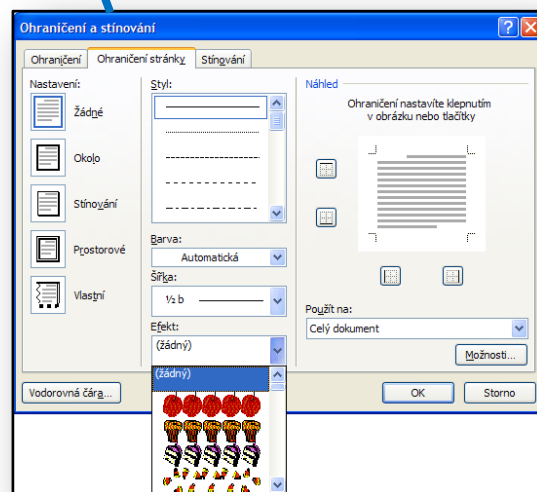 Ohraničení a stínování
Ohraničení
Ohraničení stránky
Stínování
Nastavení:
Žádné
Okolo
Stínování
Prostorové
Vlastní
Styl:
Barva:
Automatická
Šířka:
½ b
Efekt:
(žádný)
(žádný)
Náhled
Ohraničení nastavíte klepnutím
v obrázku nebo tlačítky
Použít na:
Celý dokument
Možnosti...
Vodorovná čára...
OK
Storno